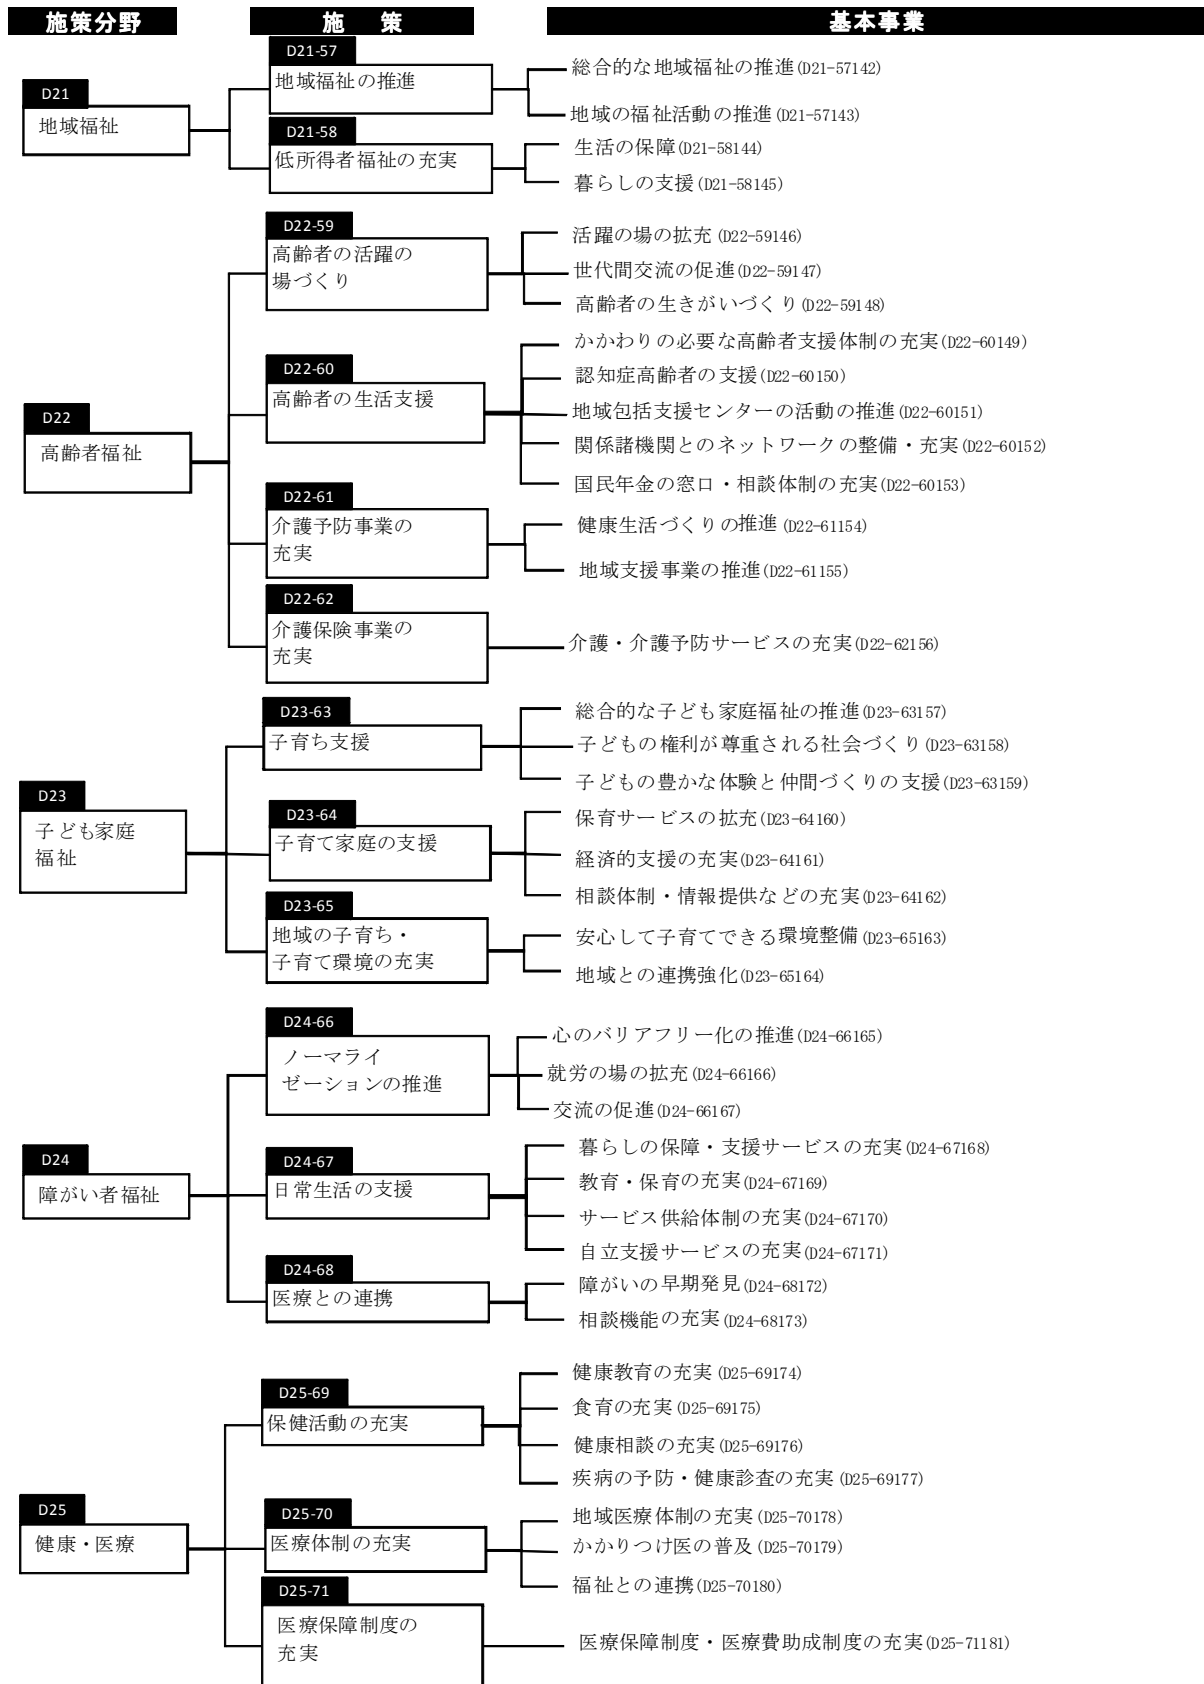 施策分野
施 策
基本事業
D21
地域福祉
D21-57
地域福祉の推進
総合的な地域福祉の推進(D21-57142)
地域の福祉活動の推進(D21-57143)
D21-58
低所得者福祉の充実
生活の保障(D21-58144)
暮らしの支援(D21-58145)
D22
高齢者福祉
D22-59
高齢者の活躍の
場づくり
活躍の場の拡充(D22-59146)
世代間交流の促進(D22-59147)
高齢者の生きがいづくり(D22-59148)
D22-60
高齢者の生活支援
かかわりの必要な高齢者支援体制の充実(D22-60149)
認知症高齢者の支援(D22-60150)
地域包括支援センターの活動の推進(D22-60151)
関係諸機関とのネットワークの整備・充実(D22-60152)
国民年金の窓口・相談体制の充実(D22-60153)
D22-61
介護予防事業の
充実
健康生活づくりの推進(D22-61154)
地域支援事業の推進(D22-61155)
D22-62
介護保険事業の
充実
介護・介護予防サービスの充実(D22-62156)
D23
子ども家庭
福祉
D23-63
子育ち支援
総合的な子ども家庭福祉の推進(D23-63157)
子どもの権利が尊重される社会づくり(D23-63158)
子どもの豊かな体験と仲間づくりの支援(D23-63159)
D23-64
子育て家庭の支援
保育サービスの拡充(D23-64160)
経済的支援の充実(D23-64161)
相談体制・情報提供などの充実(D23-64162)
D23-65
地域の子育ち・
子育て環境の充実
安心して子育てできる環境整備(D23-65163)
地域との連携強化(D23-65164)
D24
障がい者福祉
D24-66
ノーマライ
ゼーションの推進
心のバリアフリー化の推進(D24-66165)
就労の場の拡充(D24-66166)
交流の促進(D24-66167)
D24-67
日常生活の支援
暮らしの保障・支援サービスの充実(D24-67168)
教育・保育の充実(D24-67169)
サービス供給体制の充実(D24-67170)
自立支援サービスの充実(D24-67171)
D24-68
医療との連携
障がいの早期発見(D24-68172)
相談機能の充実(D24-68173)
D25
健康・医療
D25-69
保健活動の充実
健康教育の充実(D25-69174)
食育の充実(D25-69175)
健康相談の充実(D25-69176)
疾病の予防・健康診査の充実(D25-69177)
D25-70
医療体制の充実
地域医療体制の充実(D25-70178)
かかりつけ医の普及(D25-70179)
福祉との連携(D25-70180)
D25-71
医療保障制度の
充実
医療保障制度・医療費助成制度の充実(D25-71181)